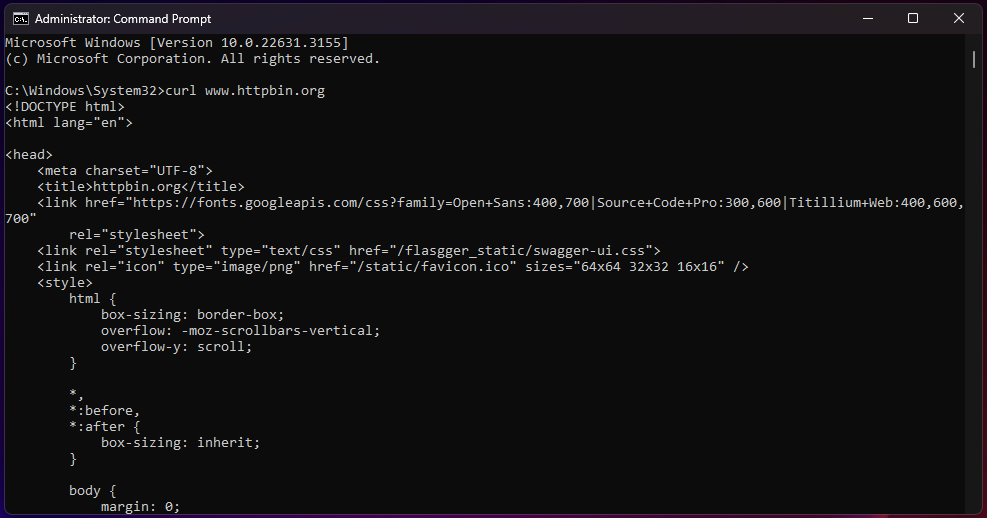 Administrator: Command Prompt
Microsoft Windows [Version 10.0.22631.3155]
(c) Microsoft Corporation. All rights reserved.

C:\Windows\System32>curl www.httpbin.org
<!DOCTYPE html>
<html lang="en">

<head>
    <meta charset="UTF-8">
    <title>httpbin.org</title>
    <link href="https://fonts.googleapis.com/css?family=Open+Sans:400,700|Source+Code+Pro:300,600|Titillium+Web:400,600,
700"
        rel="stylesheet">
    <link rel="stylesheet" type="text/css" href="/flasgger_static/swagger-ui.css">
    <link rel="icon" type="image/png" href="/static/favicon.ico" sizes="64x64 32x32 16x16" />
    <style>
        html {
            box-sizing: border-box;
            overflow: -moz-scrollbars-vertical;
            overflow-y: scroll;
        }

        *,
        *:before,
        *:after {
            box-sizing: inherit;
        }

        body {
            margin: 0;